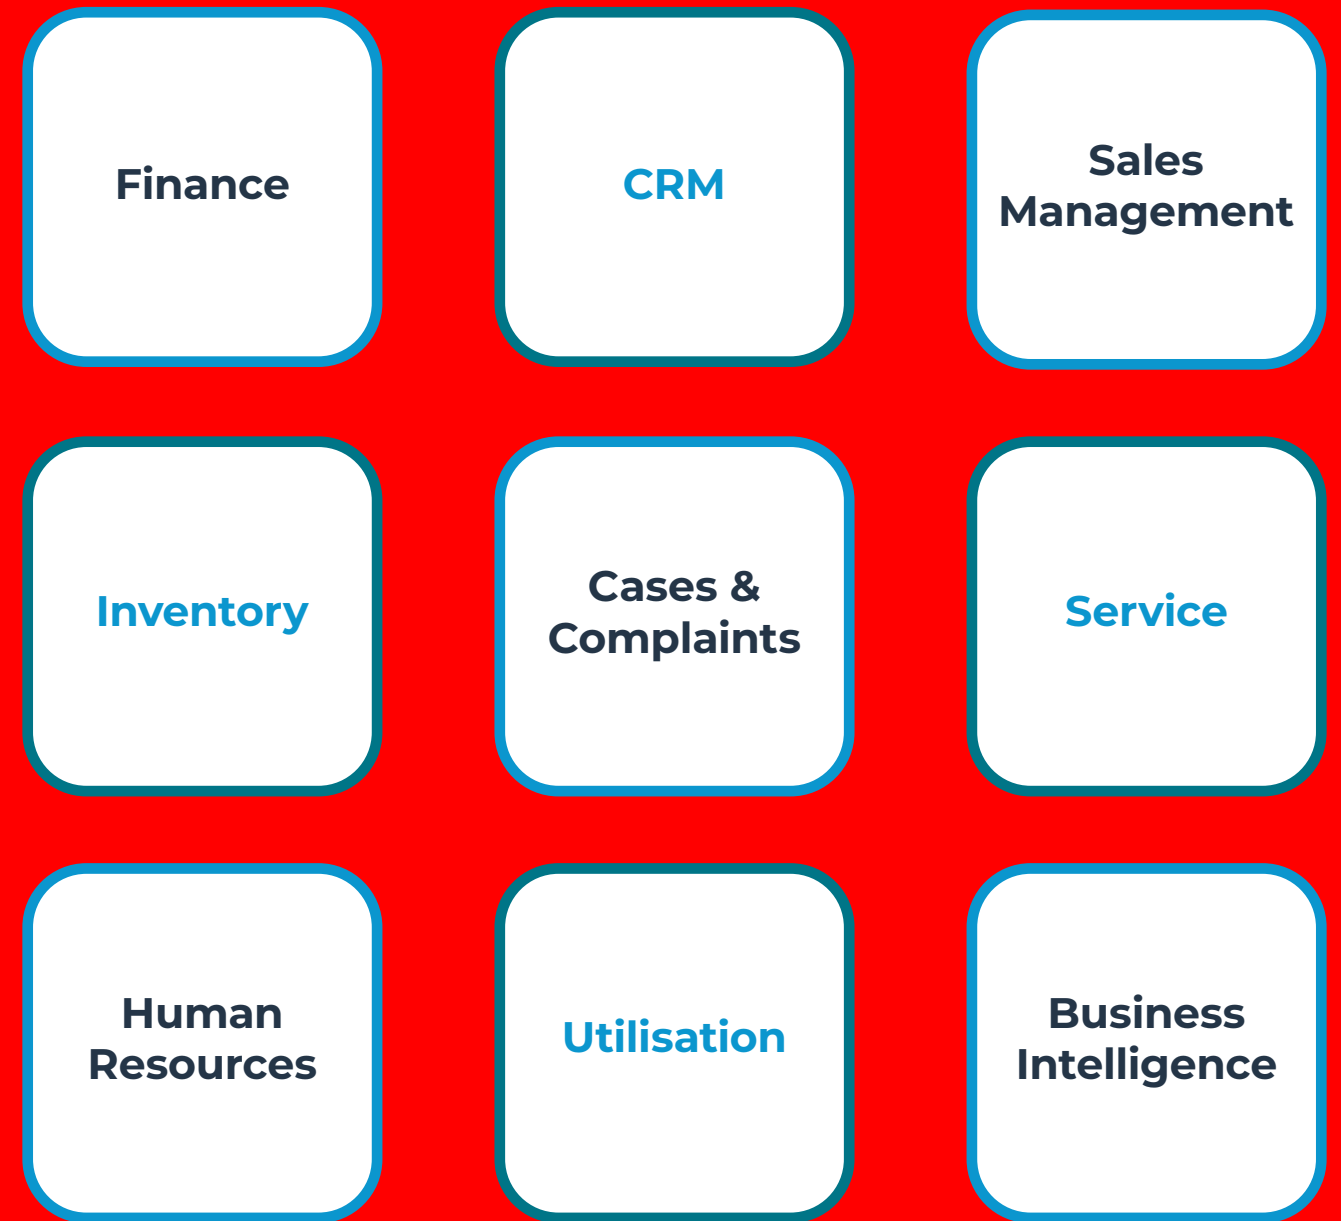 Finance
CRM
Sales
Management
Inventory
Cases &
Complaints
Service
Human
Resources
Utilisation
Business
Intelligence